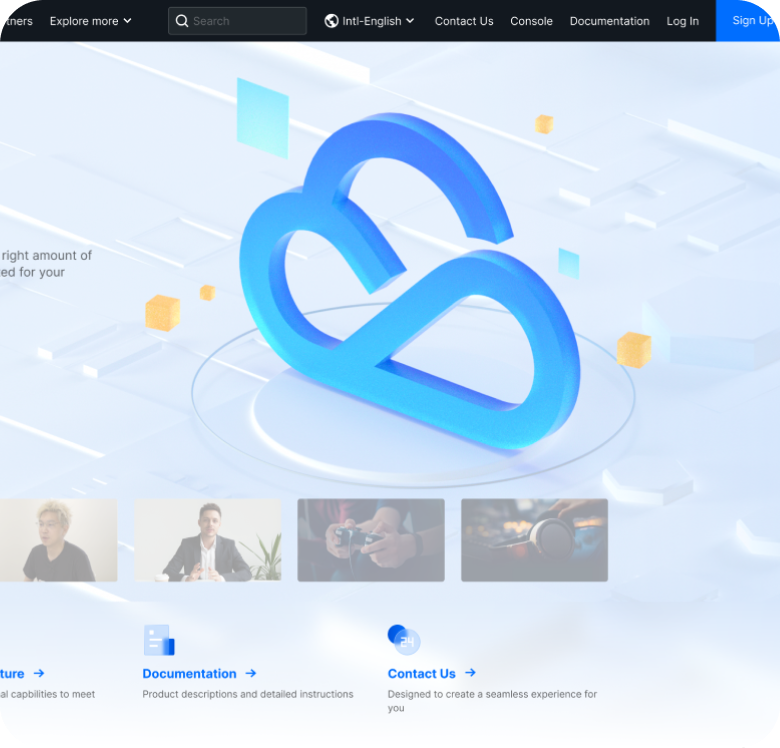 tners Explore more Search Intl-English Contact Us Console Documentation Log In Sign Up
right amount of
ed for your
ture → Documentation → Contact Us →
24
al capbilities to meet
Product descriptions and detailed instructions
Designed to create a seamless experience for
you